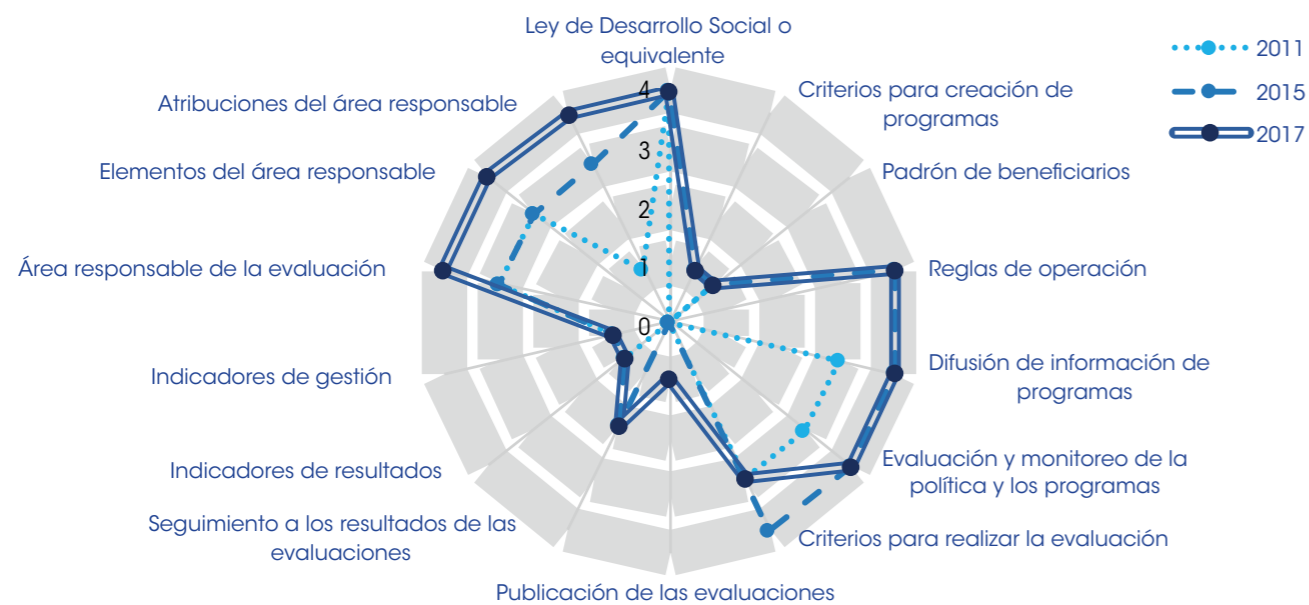 Ley de Desarrollo Social o
equivalente
2011
2015
2017
Criterios para creación de
programas
Padrón de beneficiarios
Reglas de operación
Difusión de información de
programas
Evaluación y monitoreo de la
política y los programas
Criterios para realizar la evaluación
Publicación de las evaluaciones
Seguimiento a los resultados de las
evaluaciones
Indicadores de resultados
Indicadores de gestión
Área responsable de la evaluación
Elementos del área responsable
Atribuciones del área responsable
4
3
2
1
0